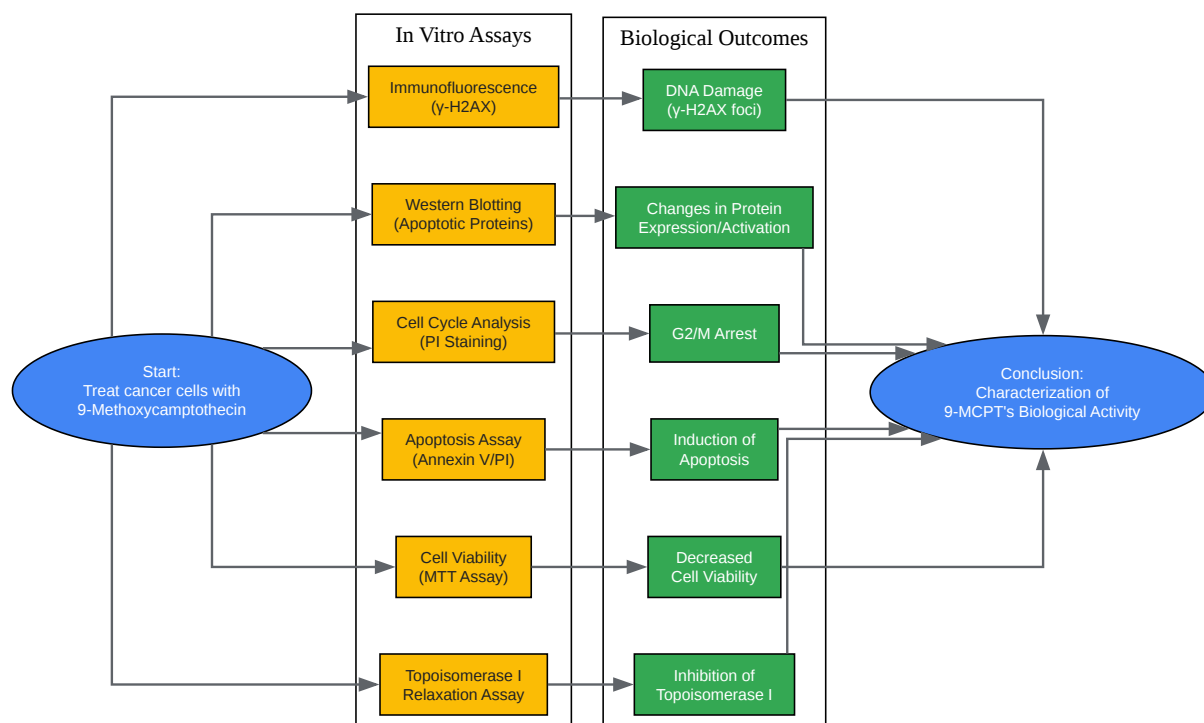 In Vitro Assays
Biological Outcomes
Immunofluorescence
(γ-H2AX)
DNA Damage
(γ-H2AX foci)
Western Blotting
(Apoptotic Proteins)
Changes in Protein
Expression/Activation
Cell Cycle Analysis
(PI Staining)
G2/M Arrest
Start:
Treat cancer cells with
9-Methoxycamptothecin
Conclusion:
Characterization of
9-MCPT's Biological Activity
Apoptosis Assay
(Annexin V/PI)
Induction of
Apoptosis
Cell Viability
(MTT Assay)
Decreased
Cell Viability
Topoisomerase I
Relaxation Assay
Inhibition of
Topoisomerase I